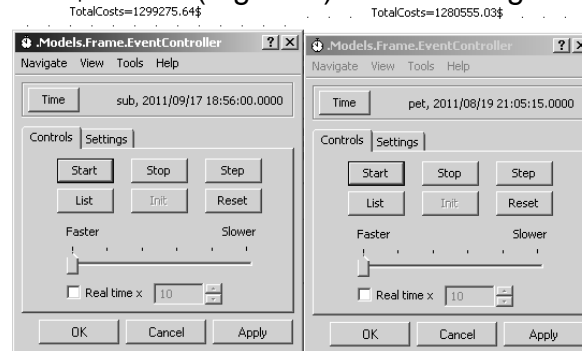 TotalCosts=1299275.64$
.Models.Frame.EventController ? X
Navigate View Tools Help
Time sub, 2011/09/17 18:56:00.0000
Controls Settings
Start Stop Step
List Init Reset
Faster Slower
Real time x 10
OK Cancel Apply
TotalCosts=1280555.03$
.Models.Frame.EventController ?
Navigate View Tools Help
Time pet, 2011/08/19 21:05:15.0000
Controls Settings
Start Stop Step
List Init Reset
Faster Slower
Real time x 10
OK Cancel Apply